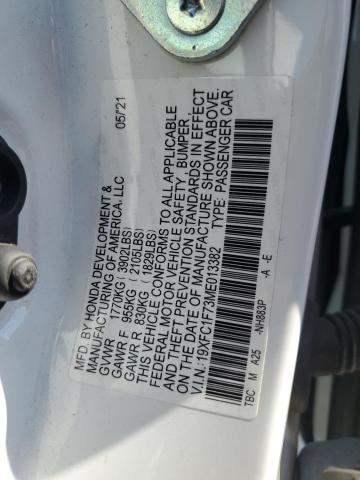 MFD. BY HONDA DEVELOPMENT &
MANUFACTURING OF AMERICA, LLC 05/'21
GVWR 1770KG (3902LBS)
GAWR F 955KG (2105LBS)
GAWR R 830KG (1829LBS)
THIS VEHICLE CONFORMS TO ALL APPLICABLE
FEDERAL MOTOR VEHICLE SAFETY, BUMPER,
AND THEFT PREVENTION STANDARDS IN EFFECT
ON THE DATE OF MANUFACTURE SHOWN ABOVE.
V.I.N.:19XFC1F73ME013382 TYPE: PASSENGER CAR
TBC M A25 -NH883P -A -E